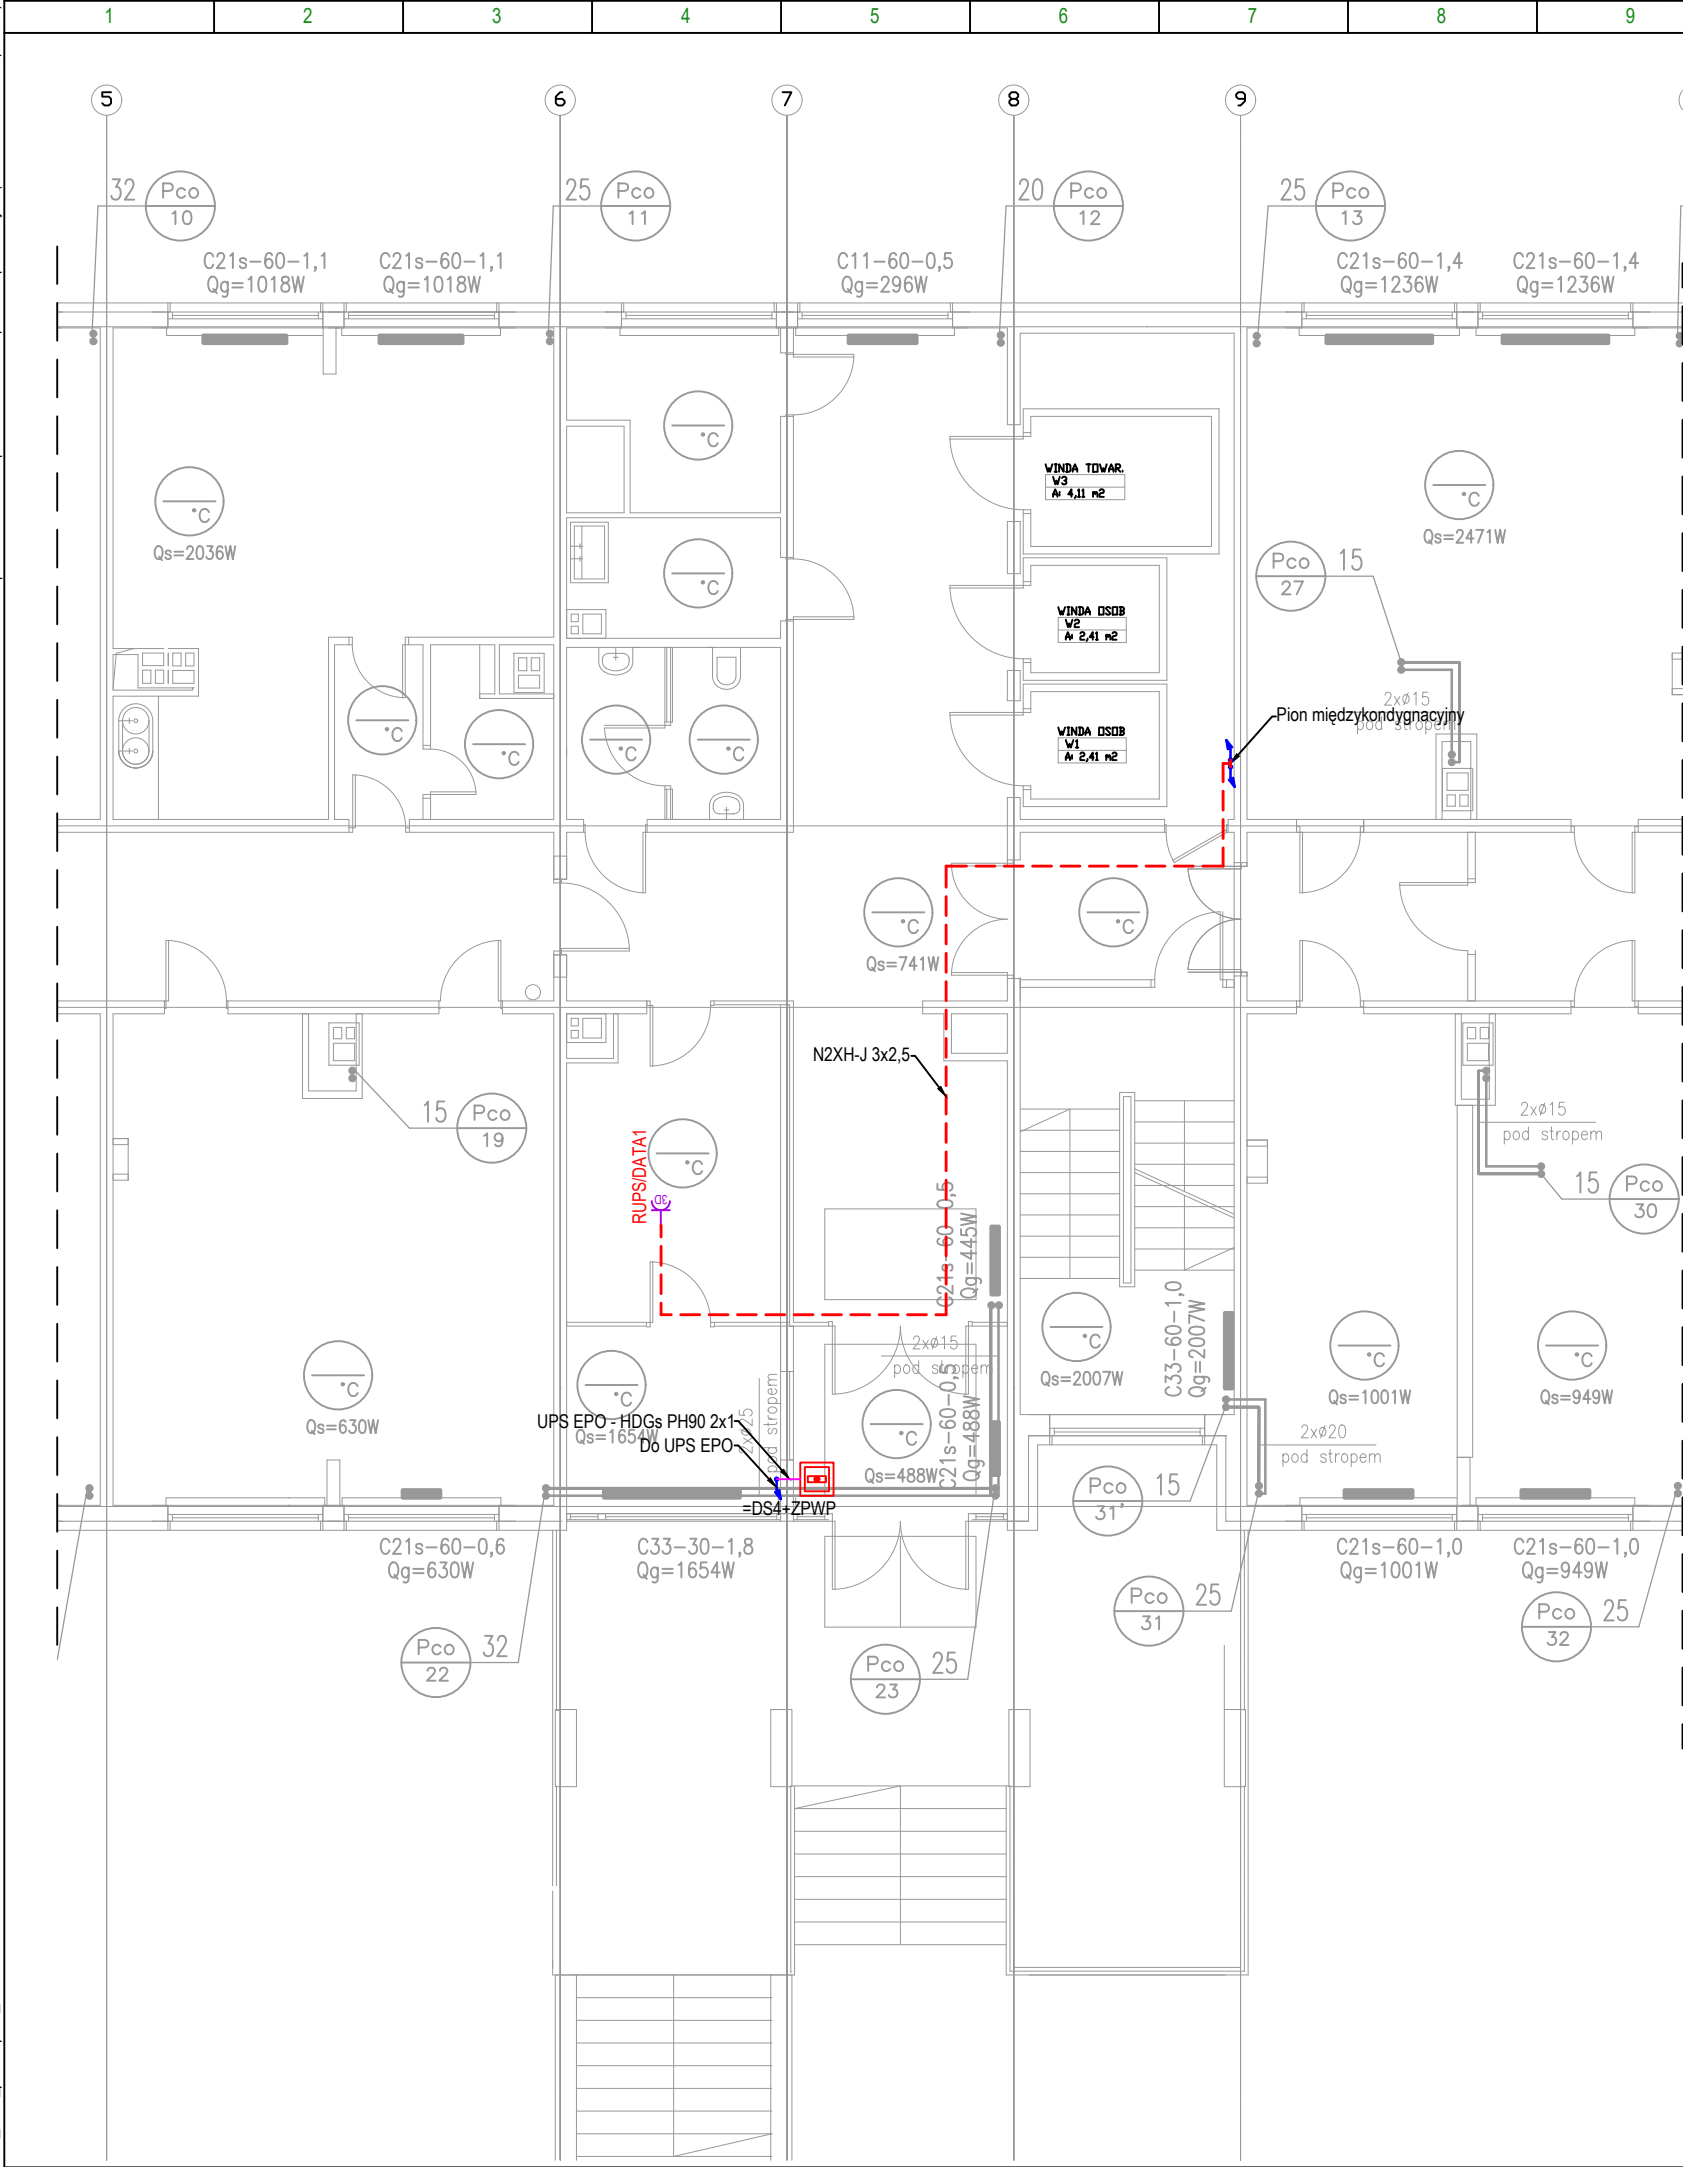 1 2 3 4 5 6 7 8 9
5 6 7 8 9
32 Pco 10
25 Pco 11
20 Pco 12
25 Pco 13
C21s-60-1,1
Qg=1018W
C21s-60-1,1
Qg=1018W
C11-60-0,5
Qg=296W
C21s-60-1,4
Qg=1236W
C21s-60-1,4
Qg=1236W
°C
WINDA TOWAR.
W3
A: 4,11 m2
°C
Qs=2036W
°C
Qs=2471W
°C
Pco 27 15
WINDA OSOB
W2
A: 2,41 m2
2xø15
pod stropem
Pion międzykondygnacyjny
°C
°C
°C
°C
WINDA OSOB
W1
A: 2,41 m2
°C
Qs=741W
°C
N2XH-J 3x2,5
15 Pco 19
RUPS/DATA1
3D
°C
2xø15
pod stropem
15 Pco 30
C21s-60-0,5
Qg=445W
C33-60-1,0
Qg=2007W
°C
Qs=630W
°C
Qs=1654W
2xø15
pod stropem
°C
Qs=488W
C21s-60-0,5
Qg=488W
°C
Qs=2007W
°C
Qs=1001W
°C
Qs=949W
2xø25
pod stropem
UPS EPO - HDGs PH90 2x1
Do UPS EPO
=DS4+ZPWP
2xø20
pod stropem
Pco 31' 15
C21s-60-0,6
Qg=630W
C33-30-1,8
Qg=1654W
C21s-60-1,0
Qg=1001W
C21s-60-1,0
Qg=949W
Pco 31 25
Pco 32 25
Pco 22 32
Pco 23 25